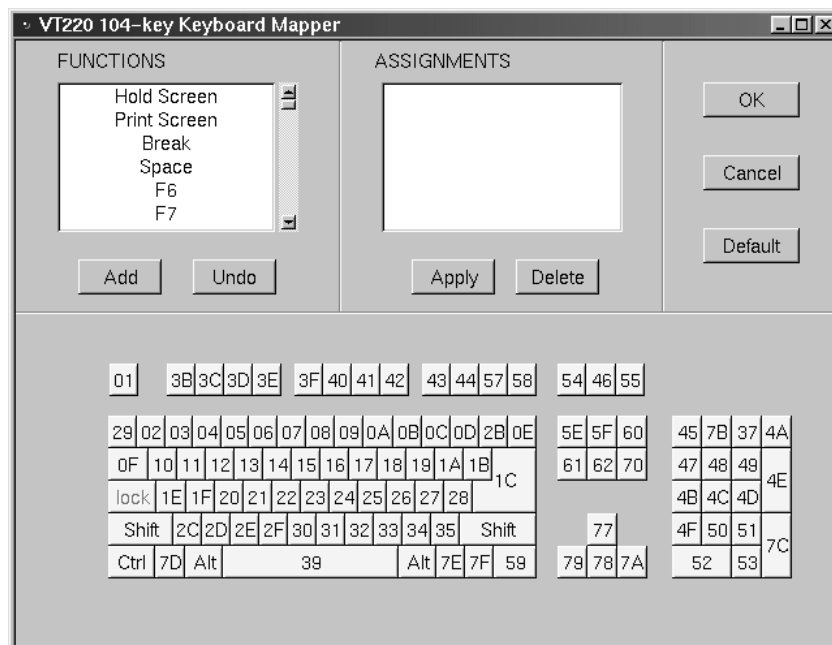 VT220 104-key Keyboard Mapper
FUNCTIONS
Hold Screen
Print Screen
Break
Space
F6
F7
Add Undo
ASSIGNMENTS
Apply Delete
OK
Cancel
Default
01 3B 3C 3D 3E 3F 40 41 42 43 44 57 58 54 46 55
29 02 03 04 05 06 07 08 09 0A 0B 0C 0D 2B 0E 5E 5F 60 45 7B 37 4A
0F 10 11 12 13 14 15 16 17 18 19 1A 1B 1C 61 62 70 47 48 49 4E
lock 1E 1F 20 21 22 23 24 25 26 27 28 4B 4C 4D
Shift 2C 2D 2E 2F 30 31 32 33 34 35 Shift 77 4F 50 51 7C
Ctrl 7D Alt 39 Alt 7E 7F 59 79 78 7A 52 53